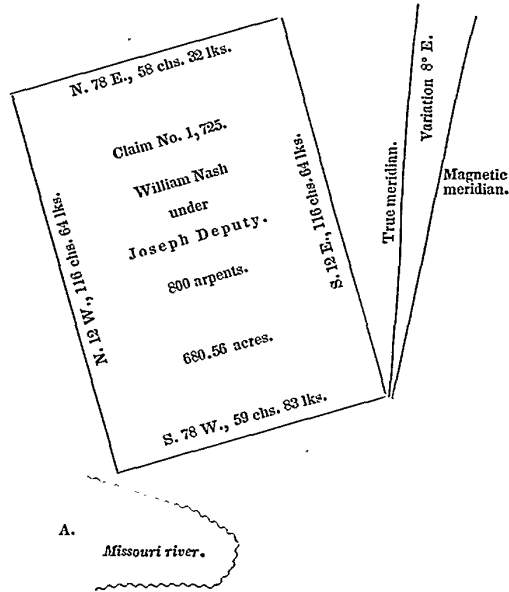 N. 78 E., 58 chs. 32 lks.
Claim No. 1,725.
William Nash
under
Joseph Deputy.
800 arpents.
680.56 acres.
N. 12 W., 116 chs. 64 lks.
S. 12 E., 116 chs. 64 lks.
S. 78 W., 59 chs. 83 lks.
True meridian.
Variation 8° E.
Magnetic
meridian.
A.
Missouri river.